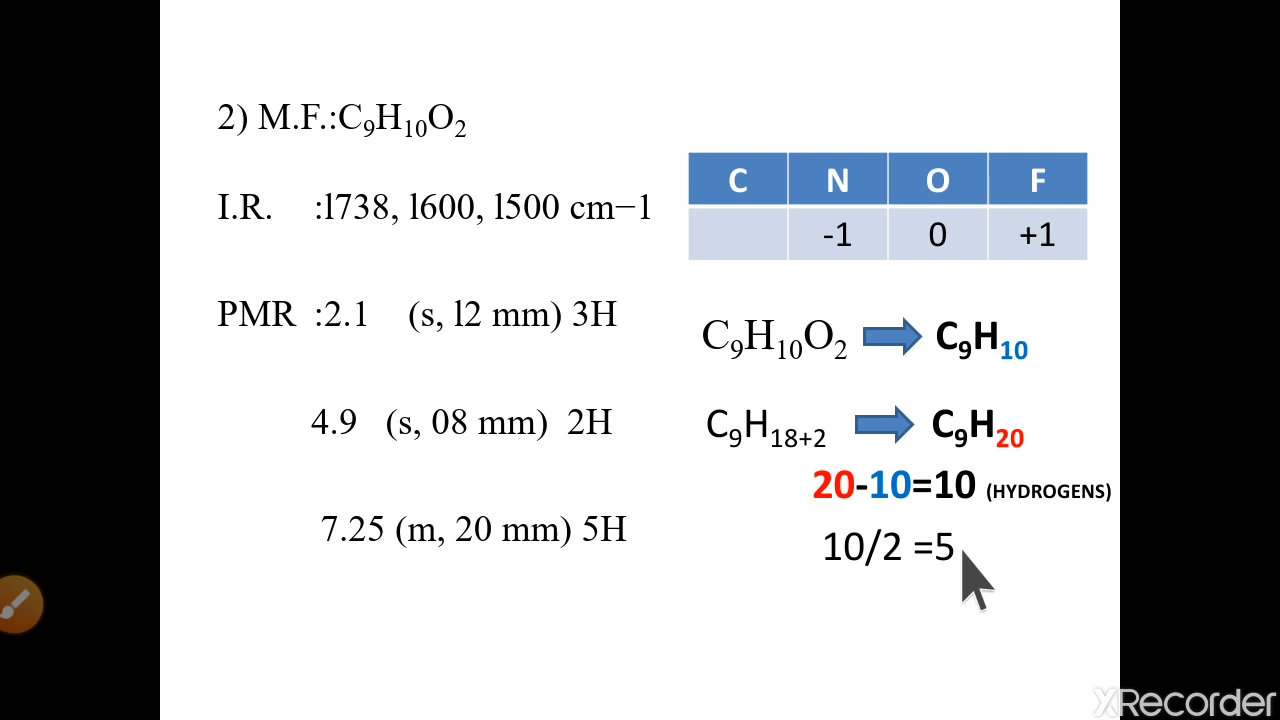 2) M.F.:C₉H₁₀O₂
I.R. :l738, l600, l500 cm−1
PMR :2.1 (s, l2 mm) 3H
4.9 (s, 08 mm) 2H
7.25 (m, 20 mm) 5H
C N O F
-1 0 +1
C₉H₁₀O₂ C₉H₁₀
C₉H₁₈₊₂ C₉H₂₀
20-10=10 (HYDROGENS)
10/2 =5
XRecorder